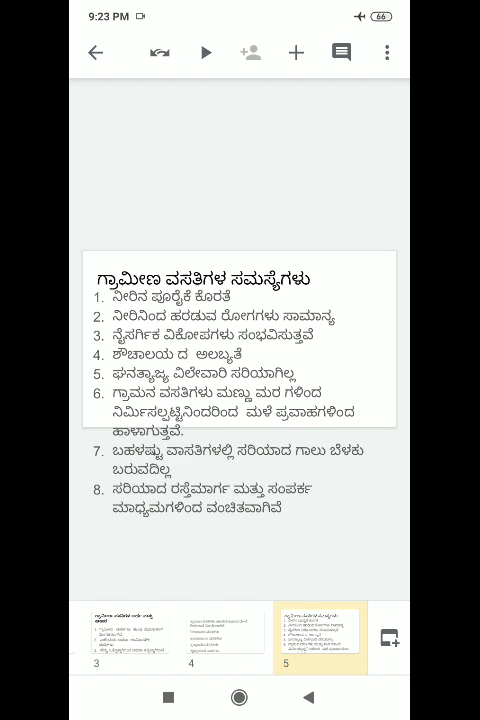 9:23 PM
66
ಗ್ರಾಮೀಣ ವಸತಿಗಳ ಸಮಸ್ಯೆಗಳು
1. ನೀರಿನ ಪೂರೈಕೆ ಕೊರತೆ
2. ನೀರಿನಿಂದ ಹರಡುವ ರೋಗಗಳು ಸಾಮಾನ್ಯ
3. ನೈಸರ್ಗಿಕ ವಿಕೋಪಗಳು ಸಂಭವಿಸುತ್ತವೆ
4. ಶೌಚಾಲಯ ದ ಅಲಭ್ಯತೆ
5. ಘನತ್ಯಾಜ್ಯ ವಿಲೇವಾರಿ ಸರಿಯಾಗಿಲ್ಲ
6. ಗ್ರಾಮನ ವಸತಿಗಳು ಮಣ್ಣು ಮರ ಗಳಿಂದ
ನಿರ್ಮಿಸಲ್ಪಟ್ಟಿನಿಂದರಿಂದ ಮಳೆ ಪ್ರವಾಹಗಳಿಂದ
ಹಾಳಾಗುತ್ತವೆ.
7. ಬಹಳಷ್ಟು ವಾಸತಿಗಳಲ್ಲಿ ಸರಿಯಾದ ಗಾಲು ಬೆಳಕು
ಬರುವದಿಲ್ಲ
8. ಸರಿಯಾದ ರಸ್ತೆಮಾರ್ಗ ಮತ್ತು ಸಂಪರ್ಕ
ಮಾಧ್ಯಮಗಳಿಂದ ವಂಚಿತವಾಗಿವೆ
3
4
5